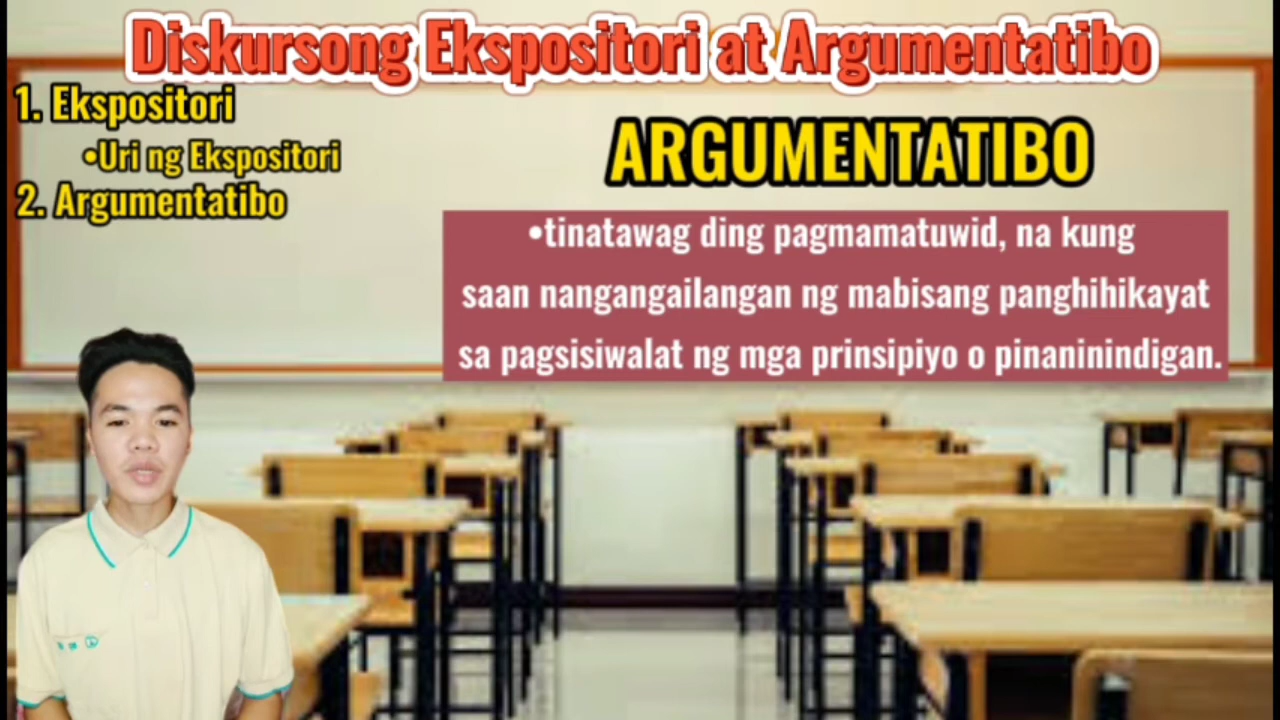 Diskursong Ekspositori at Argumentatibo
1. Ekspositori
•Uri ng Ekspositori
2. Argumentatibo
ARGUMENTATIBO
•tinatawag ding pagmamatuwid, na kung
saan nangangailangan ng mabisang panghihikayat
sa pagsisiwalat ng mga prinsipiyo o pinaninindigan.